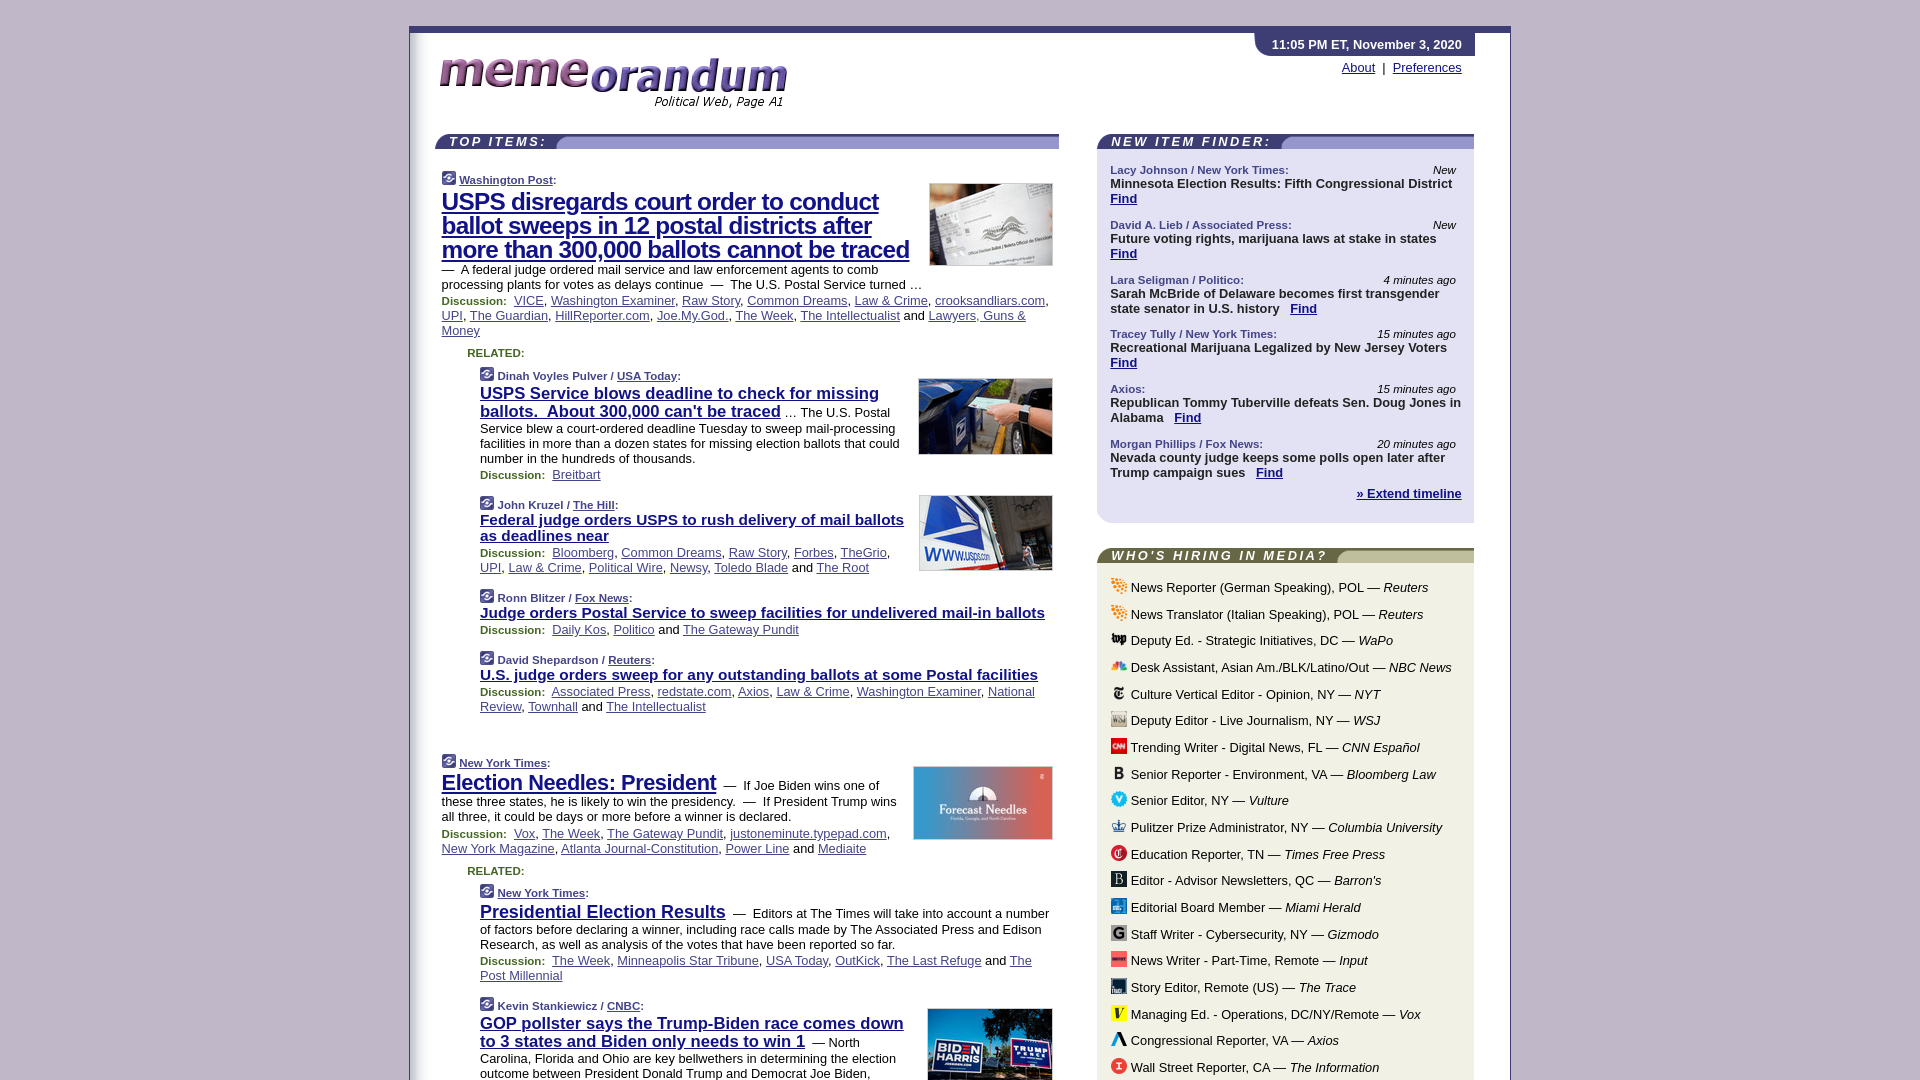 11:05 PM ET, November 3, 2020
memeorandum
Political Web, Page A1
About | Preferences
TOP ITEMS:
Washington Post:
USPS disregards court order to conduct
ballot sweeps in 12 postal districts after
more than 300,000 ballots cannot be traced
— A federal judge ordered mail service and law enforcement agents to comb
processing plants for votes as delays continue — The U.S. Postal Service turned …
Discussion: VICE, Washington Examiner, Raw Story, Common Dreams, Law & Crime, crooksandliars.com,
UPI, The Guardian, HillReporter.com, Joe.My.God., The Week, The Intellectualist and Lawyers, Guns &
Money
RELATED:
Dinah Voyles Pulver / USA Today:
USPS Service blows deadline to check for missing
ballots. About 300,000 can't be traced … The U.S. Postal
Service blew a court-ordered deadline Tuesday to sweep mail-processing
facilities in more than a dozen states for missing election ballots that could
number in the hundreds of thousands.
Discussion: Breitbart
John Kruzel / The Hill:
Federal judge orders USPS to rush delivery of mail ballots
as deadlines near
Discussion: Bloomberg, Common Dreams, Raw Story, Forbes, TheGrio,
UPI, Law & Crime, Political Wire, Newsy, Toledo Blade and The Root
www.usps.com
Ronn Blitzer / Fox News:
Judge orders Postal Service to sweep facilities for undelivered mail-in ballots
Discussion: Daily Kos, Politico and The Gateway Pundit
David Shepardson / Reuters:
U.S. judge orders sweep for any outstanding ballots at some Postal facilities
Discussion: Associated Press, redstate.com, Axios, Law & Crime, Washington Examiner, National
Review, Townhall and The Intellectualist
New York Times:
Election Needles: President — If Joe Biden wins one of
these three states, he is likely to win the presidency. — If President Trump wins
all three, it could be days or more before a winner is declared.
Discussion: Vox, The Week, The Gateway Pundit, justoneminute.typepad.com,
New York Magazine, Atlanta Journal-Constitution, Power Line and Mediaite
Forecast Needles
Florida, Georgia, and North Carolina
RELATED:
New York Times:
Presidential Election Results — Editors at The Times will take into account a number
of factors before declaring a winner, including race calls made by The Associated Press and Edison
Research, as well as analysis of the votes that have been reported so far.
Discussion: The Week, Minneapolis Star Tribune, USA Today, OutKick, The Last Refuge and The
Post Millennial
Kevin Stankiewicz / CNBC:
GOP pollster says the Trump-Biden race comes down
to 3 states and Biden only needs to win 1 — North
Carolina, Florida and Ohio are key bellwethers in determining the election
outcome between President Donald Trump and Democrat Joe Biden,
BIDEN
HARRIS
TRUMP
PENCE
NEW ITEM FINDER:
Lacy Johnson / New York Times: New
Minnesota Election Results: Fifth Congressional District
Find
David A. Lieb / Associated Press: New
Future voting rights, marijuana laws at stake in states
Find
Lara Seligman / Politico: 4 minutes ago
Sarah McBride of Delaware becomes first transgender
state senator in U.S. history Find
Tracey Tully / New York Times: 15 minutes ago
Recreational Marijuana Legalized by New Jersey Voters
Find
Axios: 15 minutes ago
Republican Tommy Tuberville defeats Sen. Doug Jones in
Alabama Find
Morgan Phillips / Fox News: 20 minutes ago
Nevada county judge keeps some polls open later after
Trump campaign sues Find
» Extend timeline
WHO'S HIRING IN MEDIA?
News Reporter (German Speaking), POL — Reuters
News Translator (Italian Speaking), POL — Reuters
Deputy Ed. - Strategic Initiatives, DC — WaPo
Desk Assistant, Asian Am./BLK/Latino/Out — NBC News
Culture Vertical Editor - Opinion, NY — NYT
Deputy Editor - Live Journalism, NY — WSJ
Trending Writer - Digital News, FL — CNN Español
Senior Reporter - Environment, VA — Bloomberg Law
Senior Editor, NY — Vulture
Pulitzer Prize Administrator, NY — Columbia University
Education Reporter, TN — Times Free Press
Editor - Advisor Newsletters, QC — Barron's
Editorial Board Member — Miami Herald
Staff Writer - Cybersecurity, NY — Gizmodo
News Writer - Part-Time, Remote — Input
Story Editor, Remote (US) — The Trace
Managing Ed. - Operations, DC/NY/Remote — Vox
Congressional Reporter, VA — Axios
Wall Street Reporter, CA — The Information